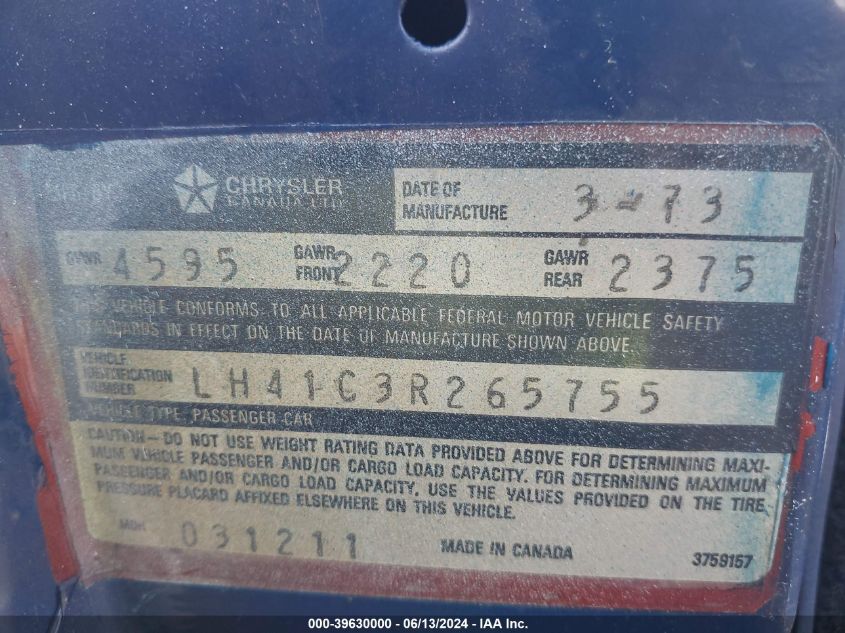 CHRYSLER
CANADA LTD
DATE OF
MANUFACTURE 3-73
GVWR 4595 GAWR
FRONT 2220 GAWR
REAR 2375
THIS VEHICLE CONFORMS TO ALL APPLICABLE FEDERAL MOTOR VEHICLE SAFETY
STANDARDS IN EFFECT ON THE DATE OF MANUFACTURE SHOWN ABOVE.
VEHICLE
IDENTIFICATION
NUMBER LH41C3R265755
VEHICLE TYPE: PASSENGER CAR
CAUTION - DO NOT USE WEIGHT RATING DATA PROVIDED ABOVE FOR DETERMINING MAXI-
MUM VEHICLE PASSENGER AND/OR CARGO LOAD CAPACITY. FOR DETERMINING MAXIMUM
PASSENGER AND/OR CARGO LOAD CAPACITY, USE THE VALUES PROVIDED ON THE TIRE
PRESSURE PLACARD AFFIXED ELSEWHERE ON THIS VEHICLE.
MDH 031211 MADE IN CANADA 3759157
000-39630000 - 06/13/2024 - IAA Inc.